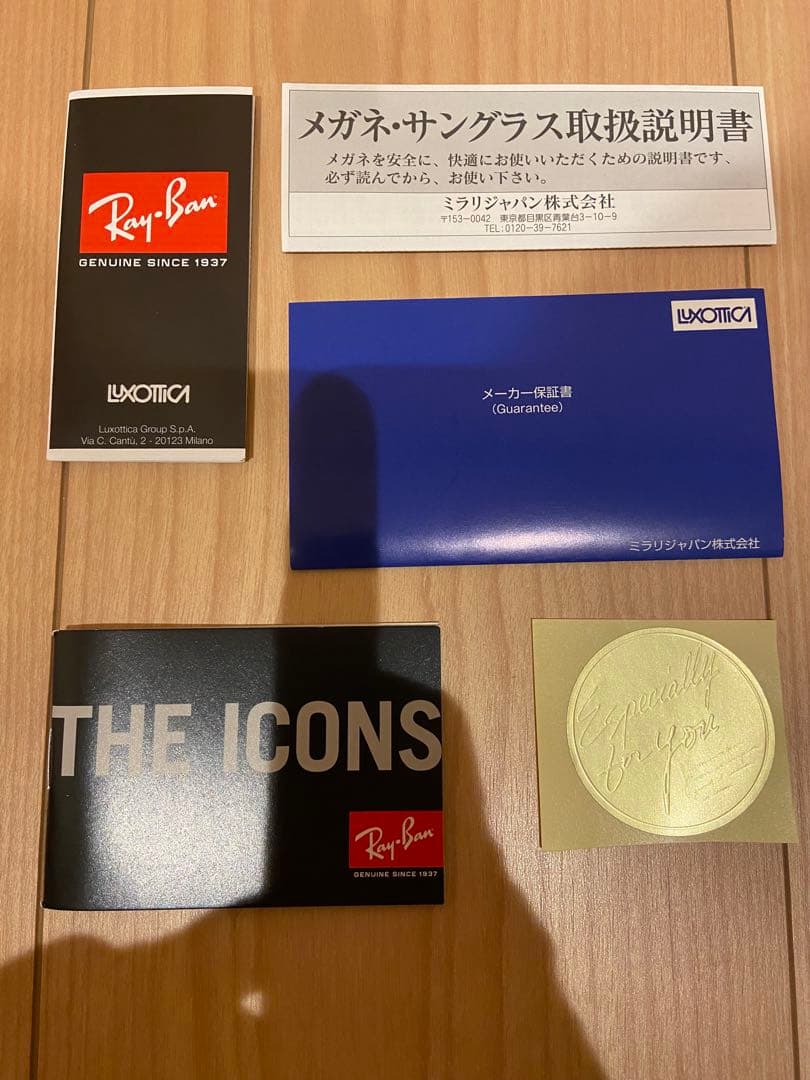 Ray-Ban
GENUINE SINCE 1937
LUXOTTICA
Luxottica Group S.p.A.
Via C. Cantù, 2 - 20123 Milano
メガネ・サングラス取扱説明書
メガネを安全に、快適にお使いいただくための説明書です、
必ず読んでから、お使い下さい。
ミラリジャパン株式会社
〒153-0042 東京都目黒区青葉台3-10-9
TEL:0120-39-7621
LUXOTTICA
メーカー保証書
(Guarantee)
ミラリジャパン株式会社
THE ICONS
Ray-Ban
GENUINE SINCE 1937
Especially
for you